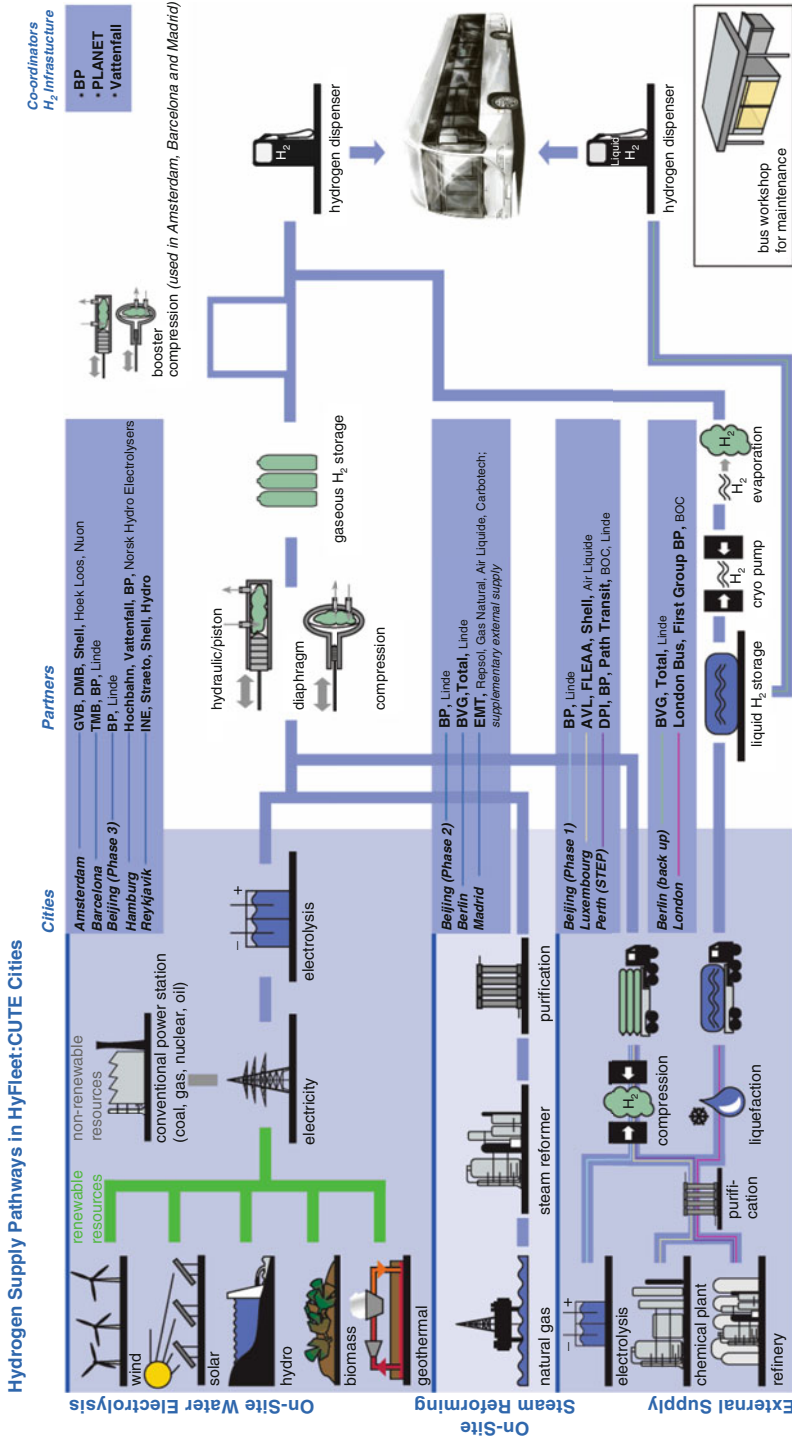 Hydrogen Supply Pathways in HyFleet:CUTE Cities
Cities
Partners
Co-ordinators
H₂ Infrastucture
• BP
• PLANET
• Vattenfall
On-Site Water Electrolysis
renewable
resources
non-renewable
resources
wind
solar
hydro
biomass
geothermal
conventional power station
(coal, gas, nuclear, oil)
electricity
electrolysis
− +
Amsterdam GVB, DMB, Shell, Hoek Loos, Nuon
Barcelona TMB, BP, Linde
Beijing (Phase 3) BP, Linde
Hamburg Hochbahn, Vattenfall, BP, Norsk Hydro Electrolysers
Reykjavik INE, Straeto, Shell, Hydro
hydraulic/piston
diaphragm
compression
gaseous H₂ storage
booster
compression (used in Amsterdam, Barcelona and Madrid)
H₂
hydrogen dispenser
On-Site
Steam Reforming
natural gas
steam reformer
purification
Beijing (Phase 2) BP, Linde
Berlin BVG, Total, Linde
Madrid EMT, Repsol, Gas Natural, Air Liquide, Carbotech;
supplementary external supply
External Supply
− +
electrolysis
chemical plant
refinery
purifi-
cation
H₂
compression
liquefaction
Beijing (Phase 1) BP, Linde
Luxembourg AVL, FLEAA, Shell, Air Liquide
Perth (STEP) DPI, BP, Path Transit, BOC, Linde
Berlin (back up) BVG, Total, Linde
London London Bus, First Group BP, BOC
liquid H₂ storage
H₂
cryo pump
H₂
H₂
evaporation
Liquid
H₂
hydrogen dispenser
bus workshop
for maintenance